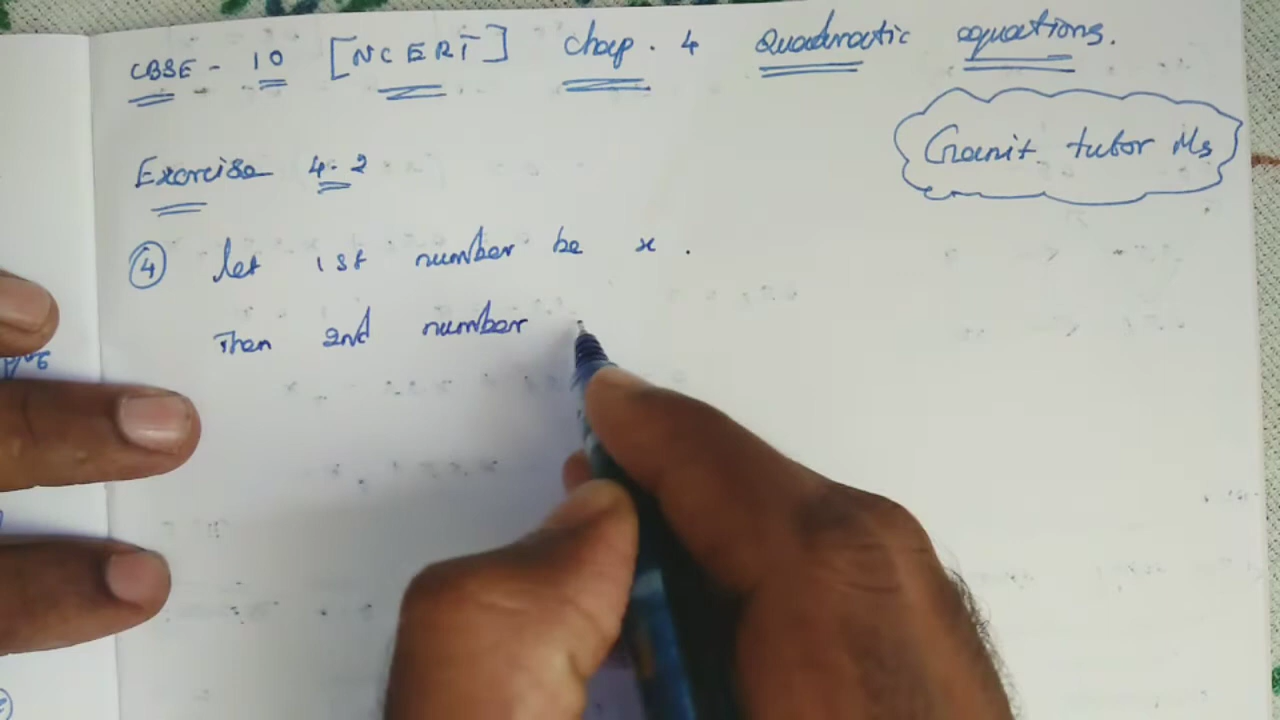 CBSE - 10 [NCERT] Chap. 4 Quadratic equations.
Ganit tutor Ms
Exercise 4.2
④ let 1st number be x.
Then 2nd number